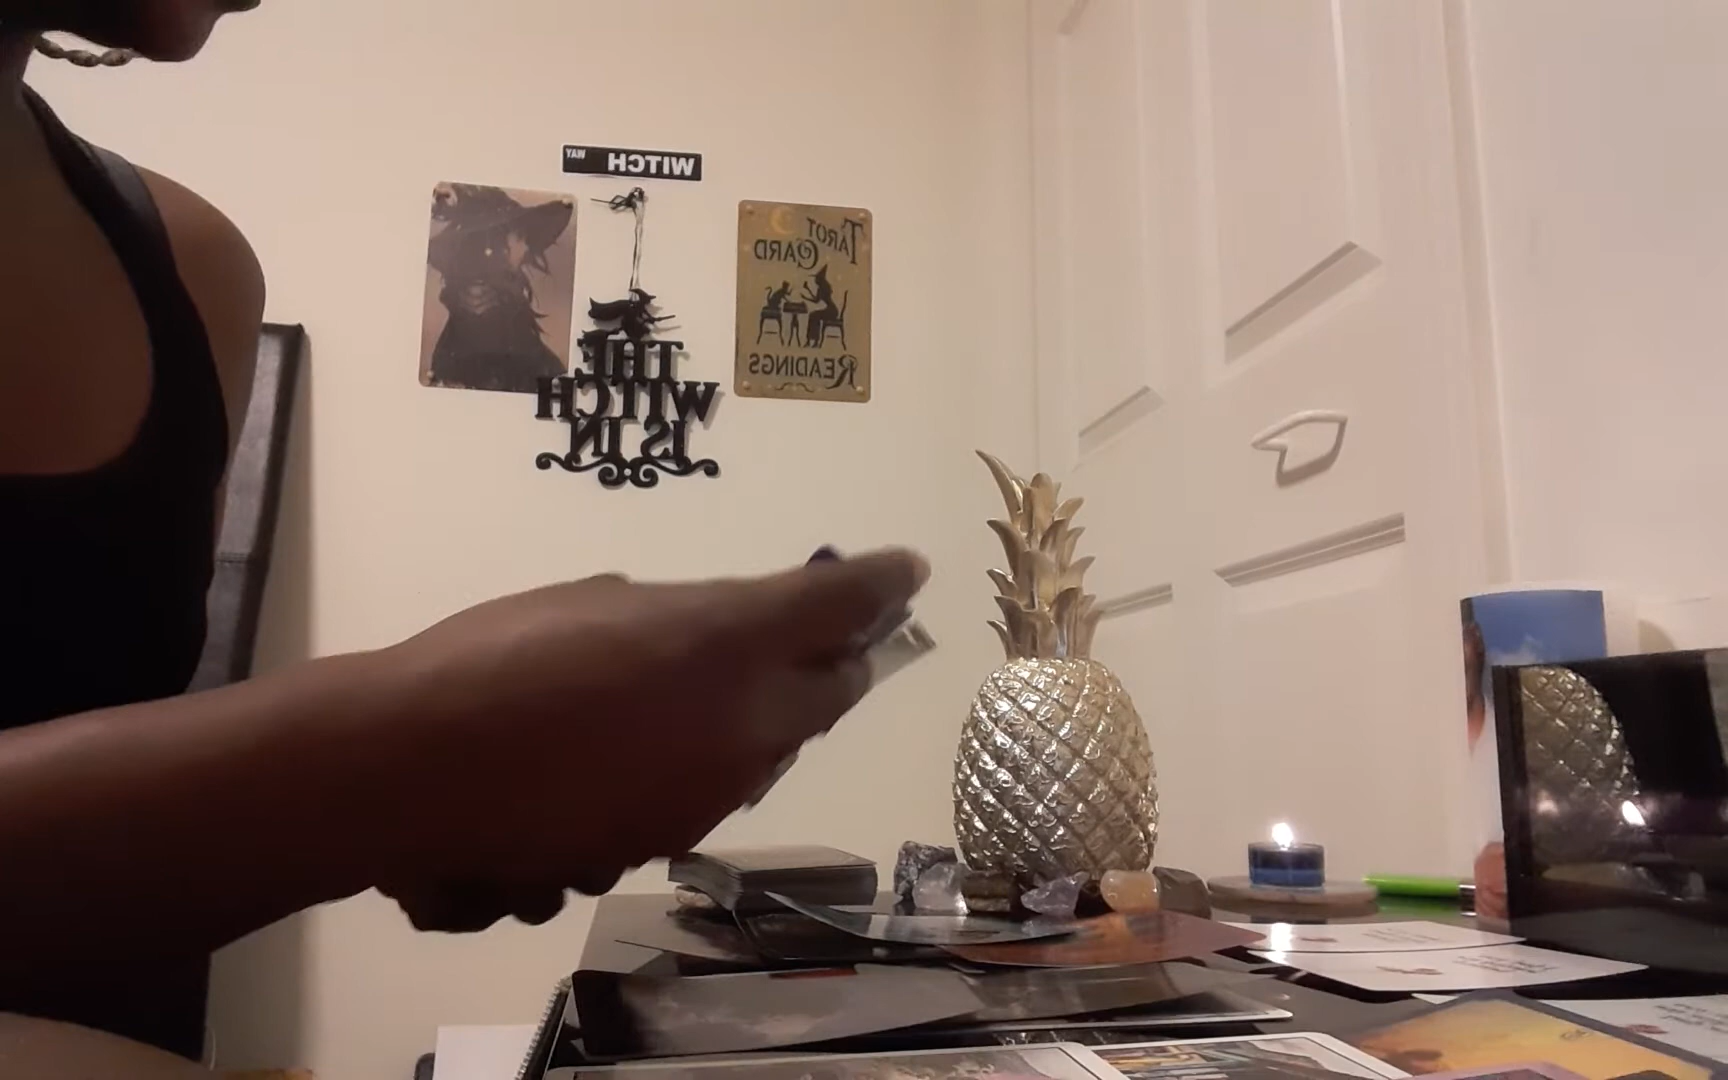 WITCH WAY
THE
WITCH
IS IN
TAROT
CARD
READINGS